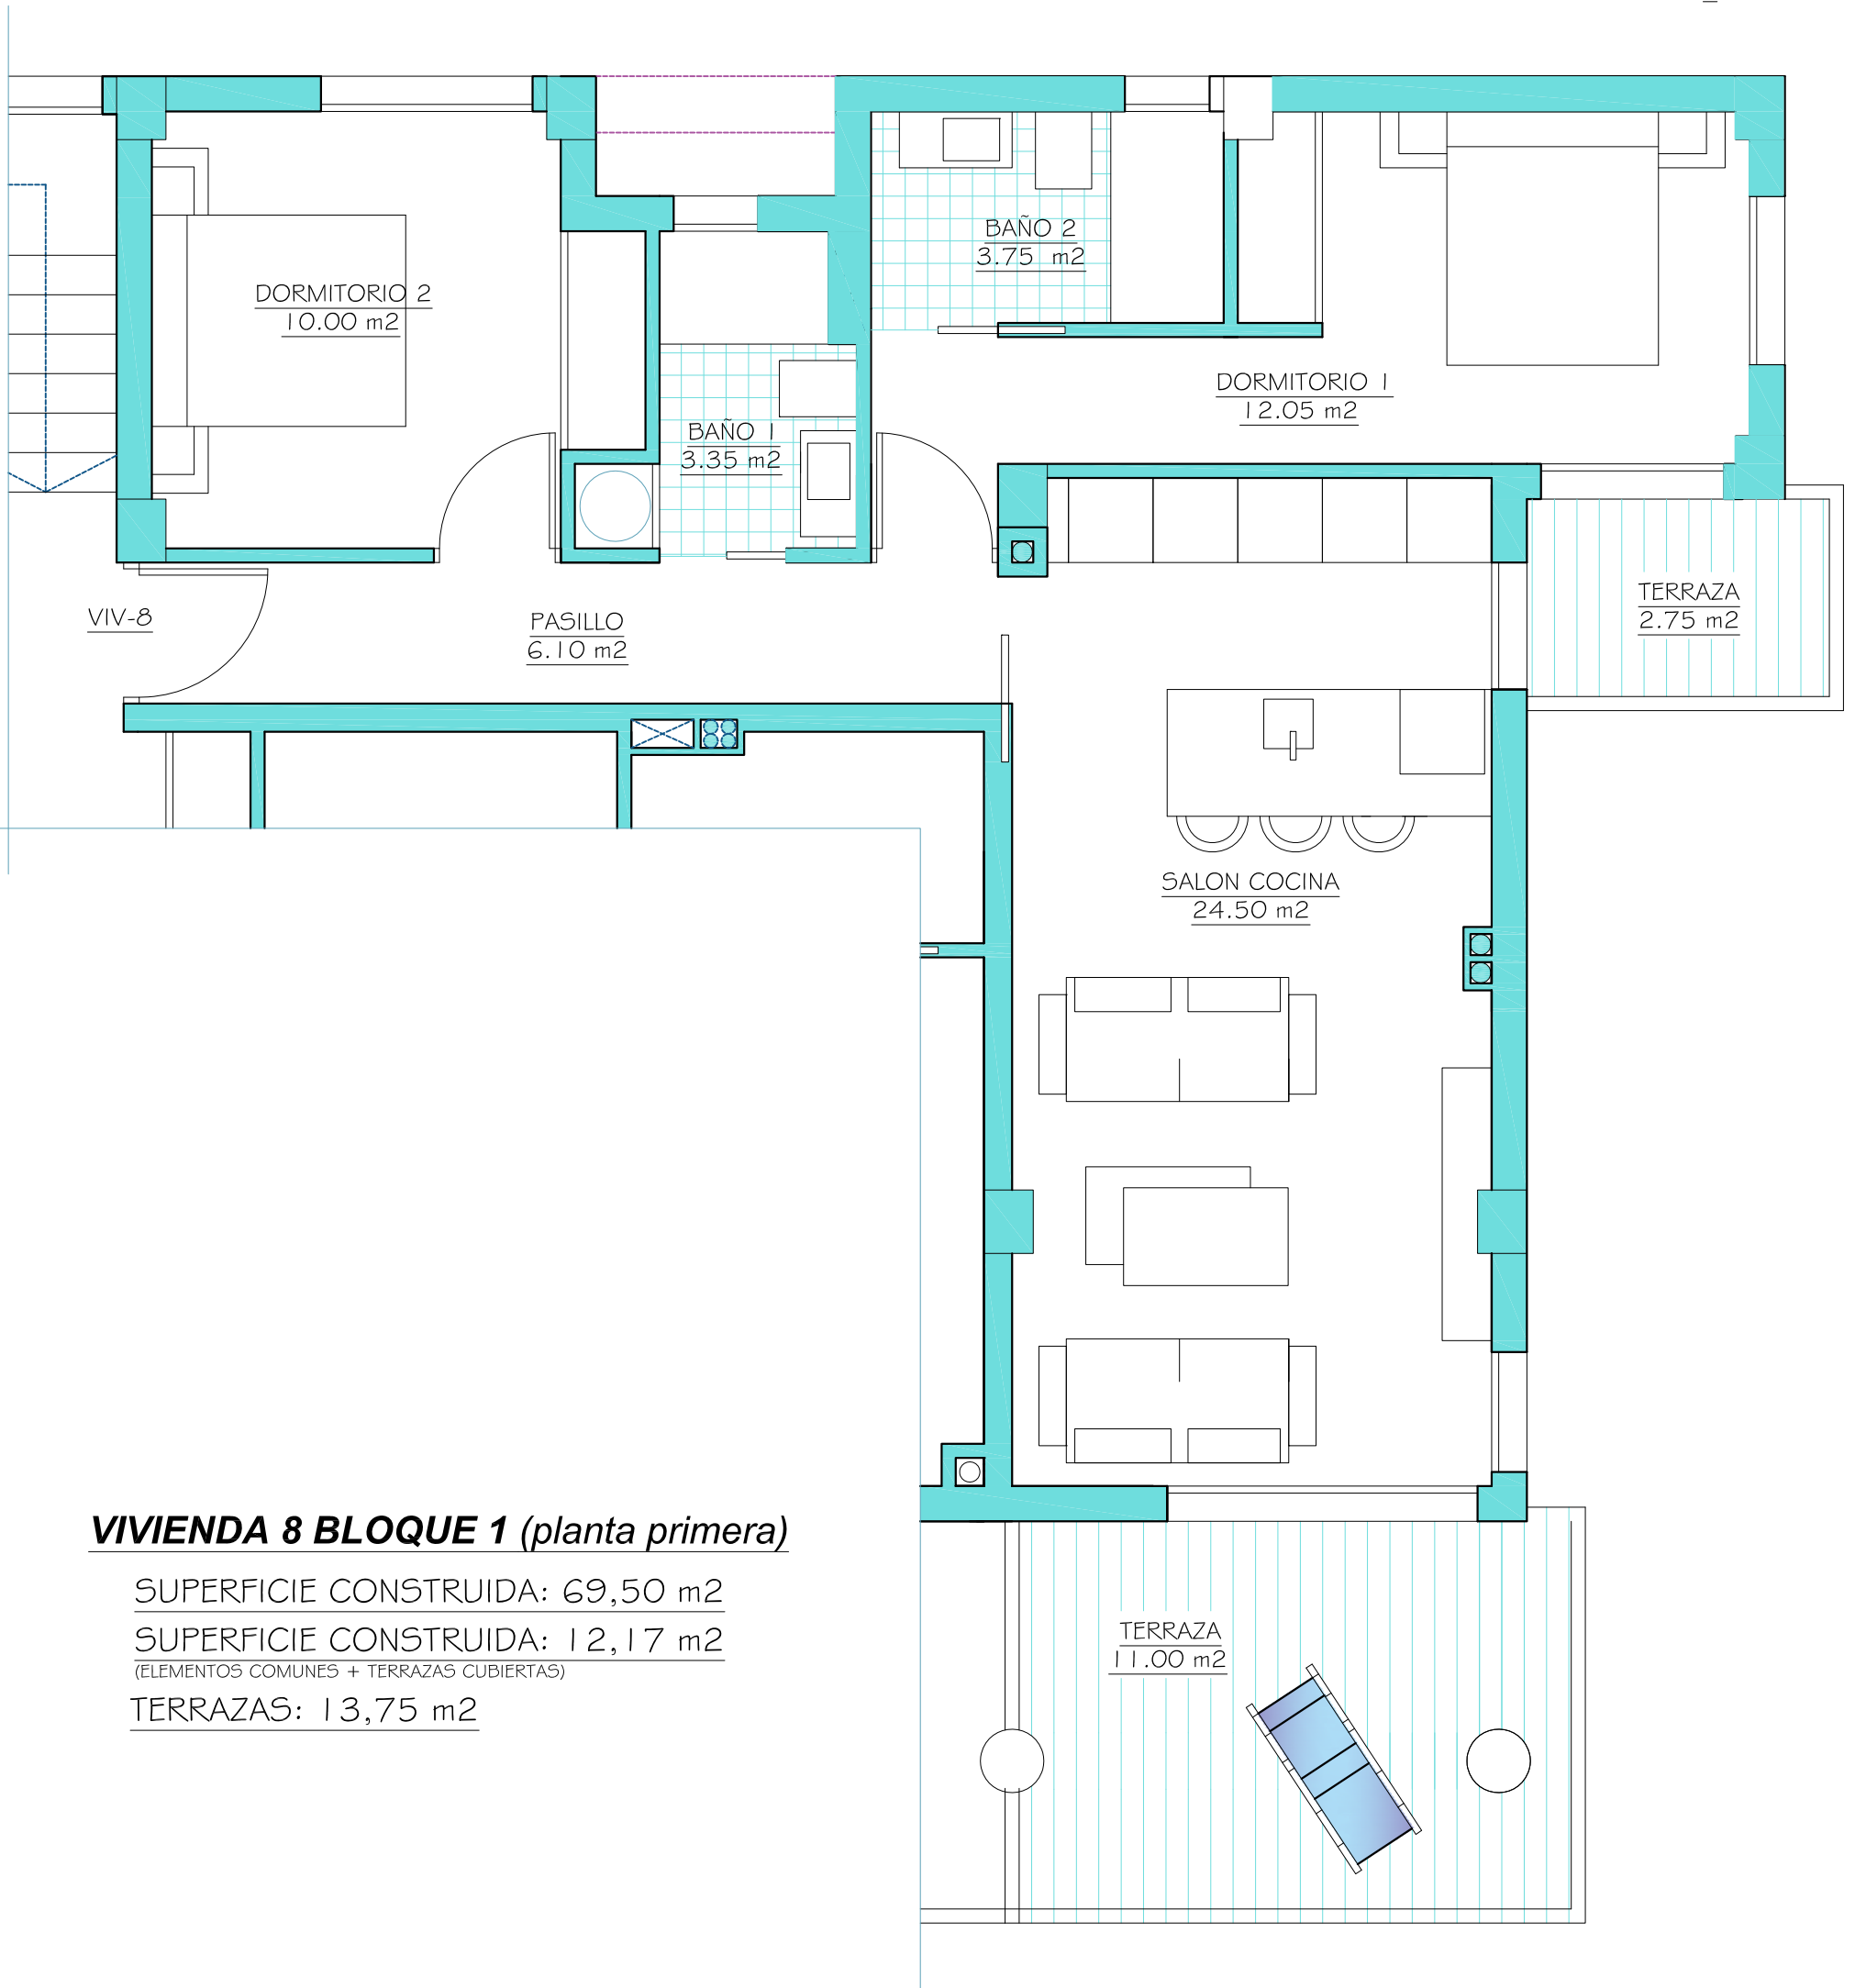 BAÑO 2
3.75 m2
DORMITORIO 2
10.00 m2
DORMITORIO 1
12.05 m2
BAÑO 1
3.35 m2
TERRAZA
2.75 m2
VIV-8
PASILLO
6.10 m2
SALON COCINA
24.50 m2
VIVIENDA 8 BLOQUE 1 (planta primera)
SUPERFICIE CONSTRUIDA: 69,50 m2
SUPERFICIE CONSTRUIDA: 12,17 m2
(ELEMENTOS COMUNES + TERRAZAS CUBIERTAS)
TERRAZAS: 13,75 m2
TERRAZA
11.00 m2